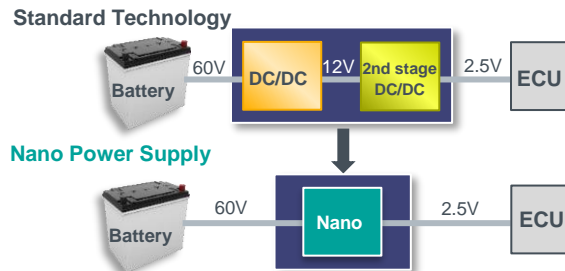 Standard Technology
60V
12V
2.5V
Battery
DC/DC
2nd stage
DC/DC
ECU
Nano Power Supply
60V
2.5V
Battery
Nano
ECU